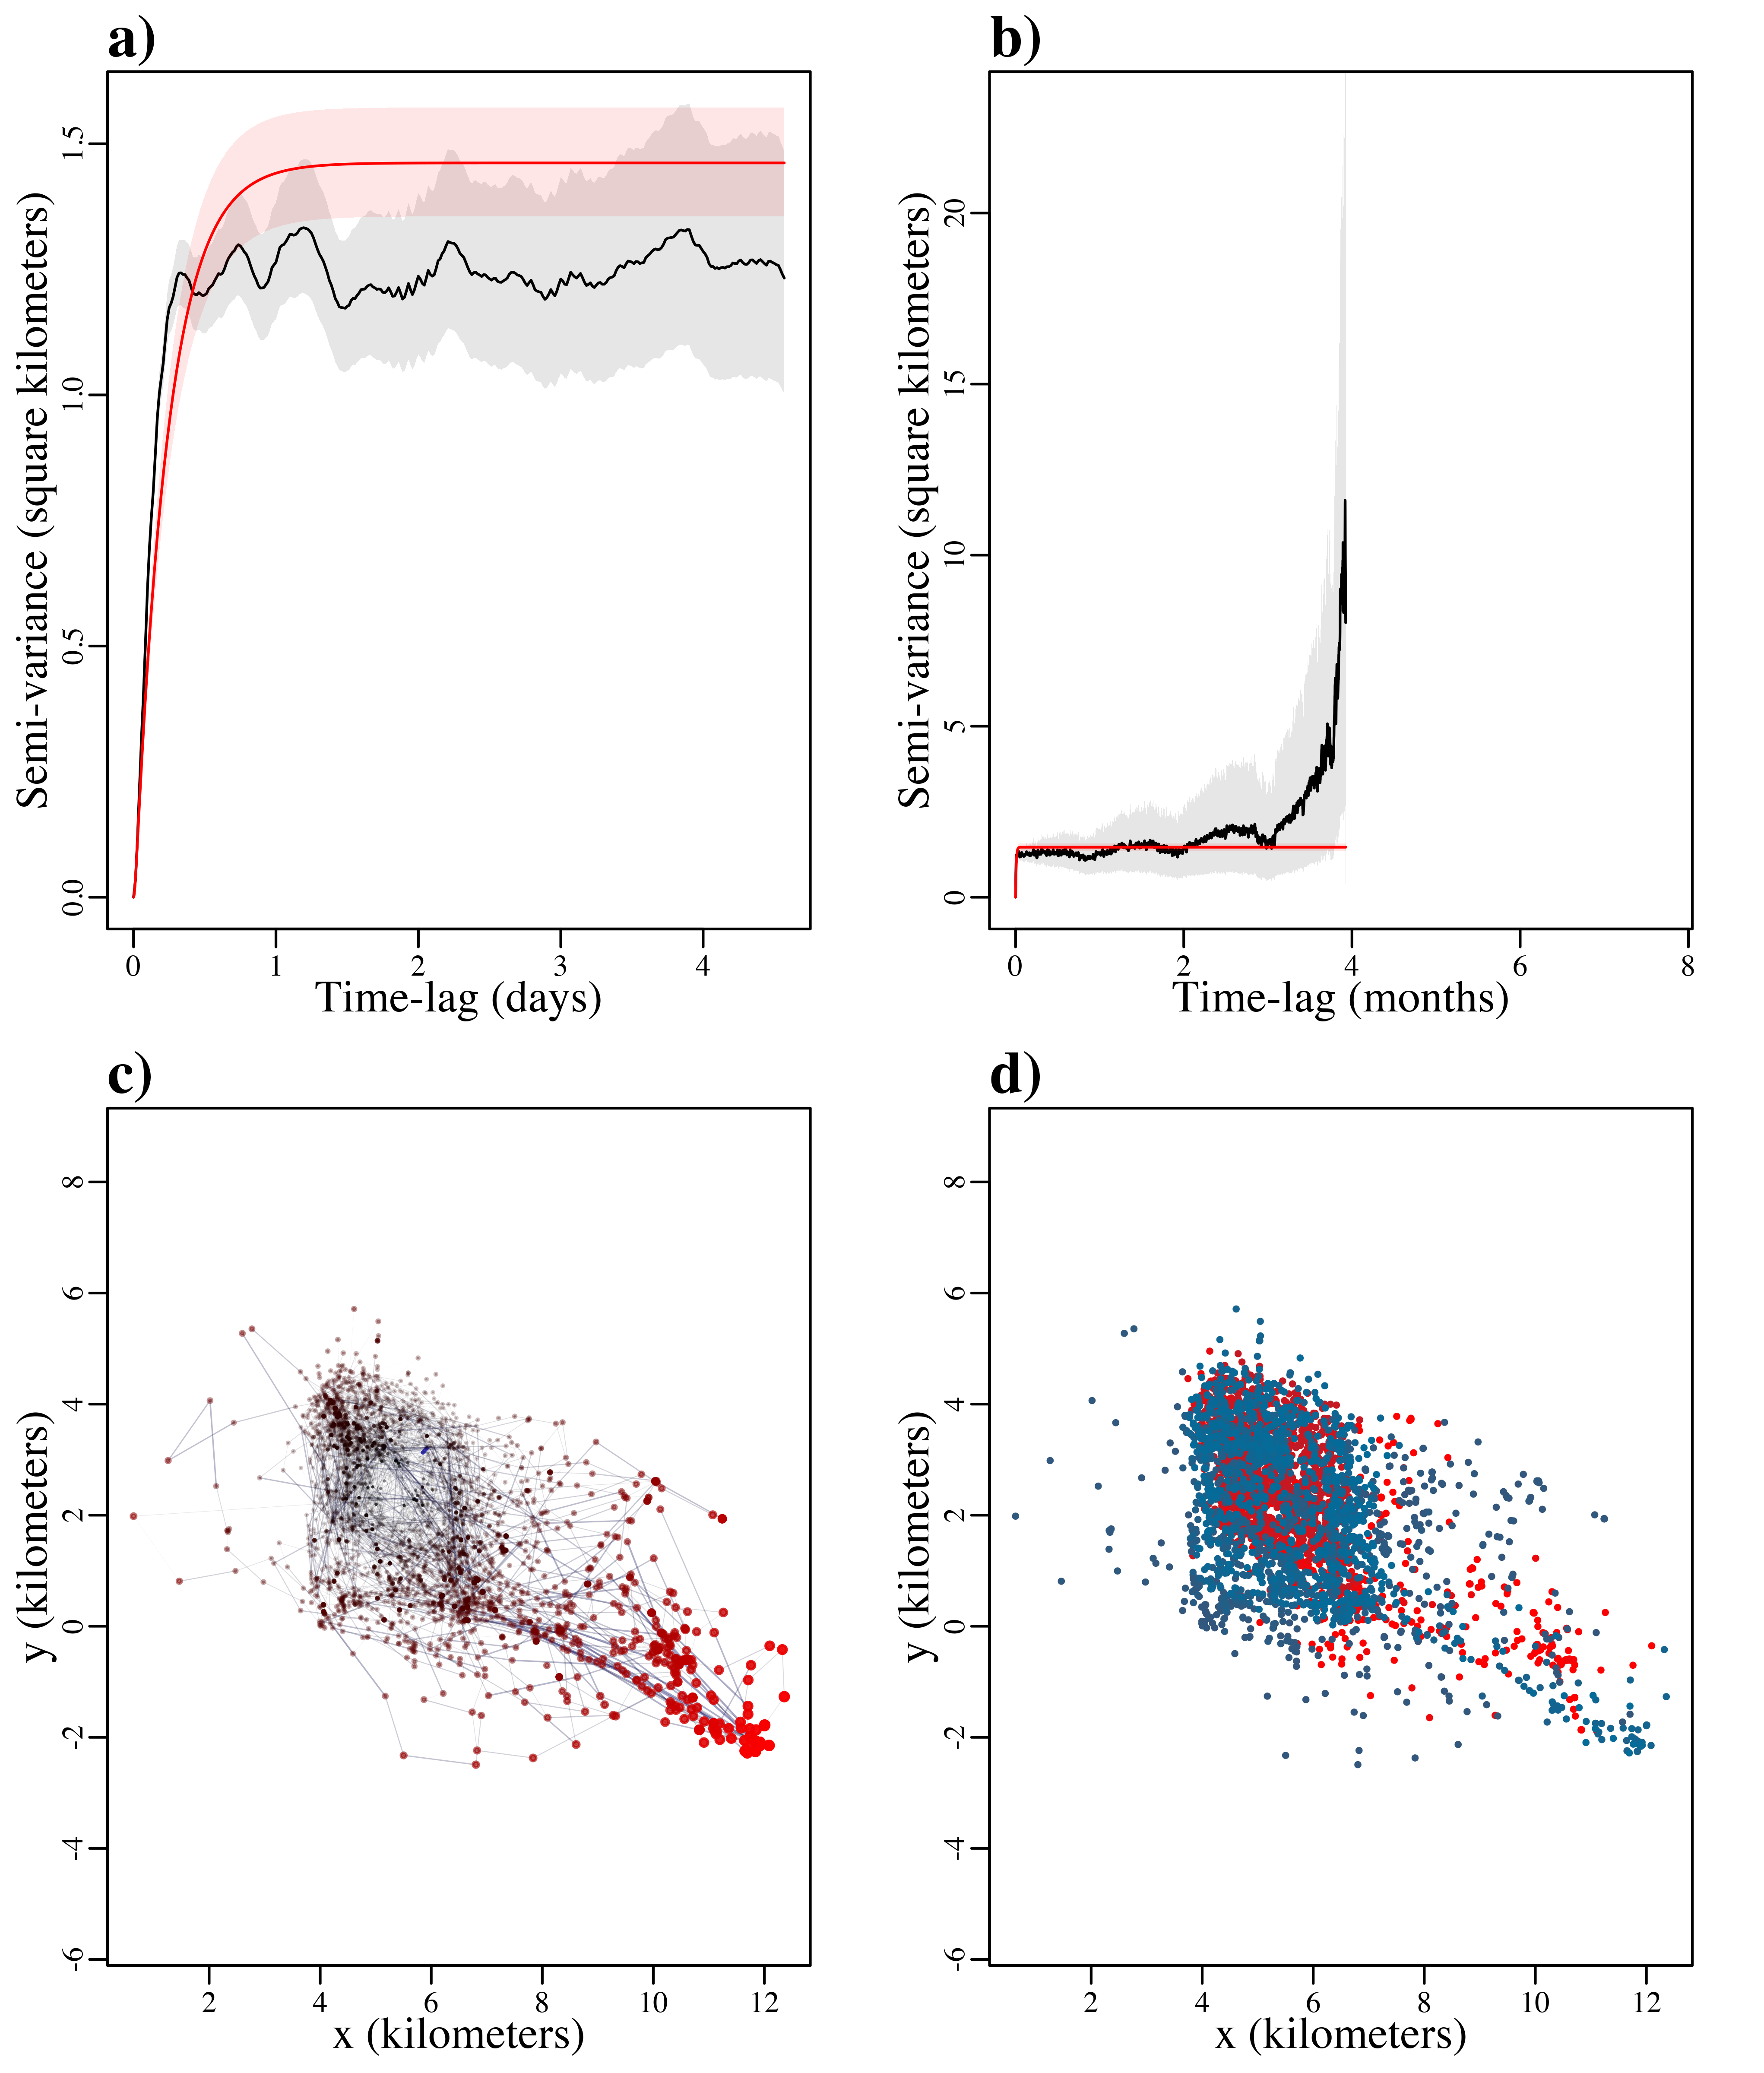 a)
Semi-variance (square kilometers)
0.0 0.5 1.0 1.5
0 1 2 3 4
Time-lag (days)
b)
Semi-variance (square kilometers)
0 5 10 15 20
0 2 4 6 8
Time-lag (months)
c)
y (kilometers)
-6 -4 -2 0 2 4 6 8
2 4 6 8 10 12
x (kilometers)
d)
y (kilometers)
-6 -4 -2 0 2 4 6 8
2 4 6 8 10 12
x (kilometers)